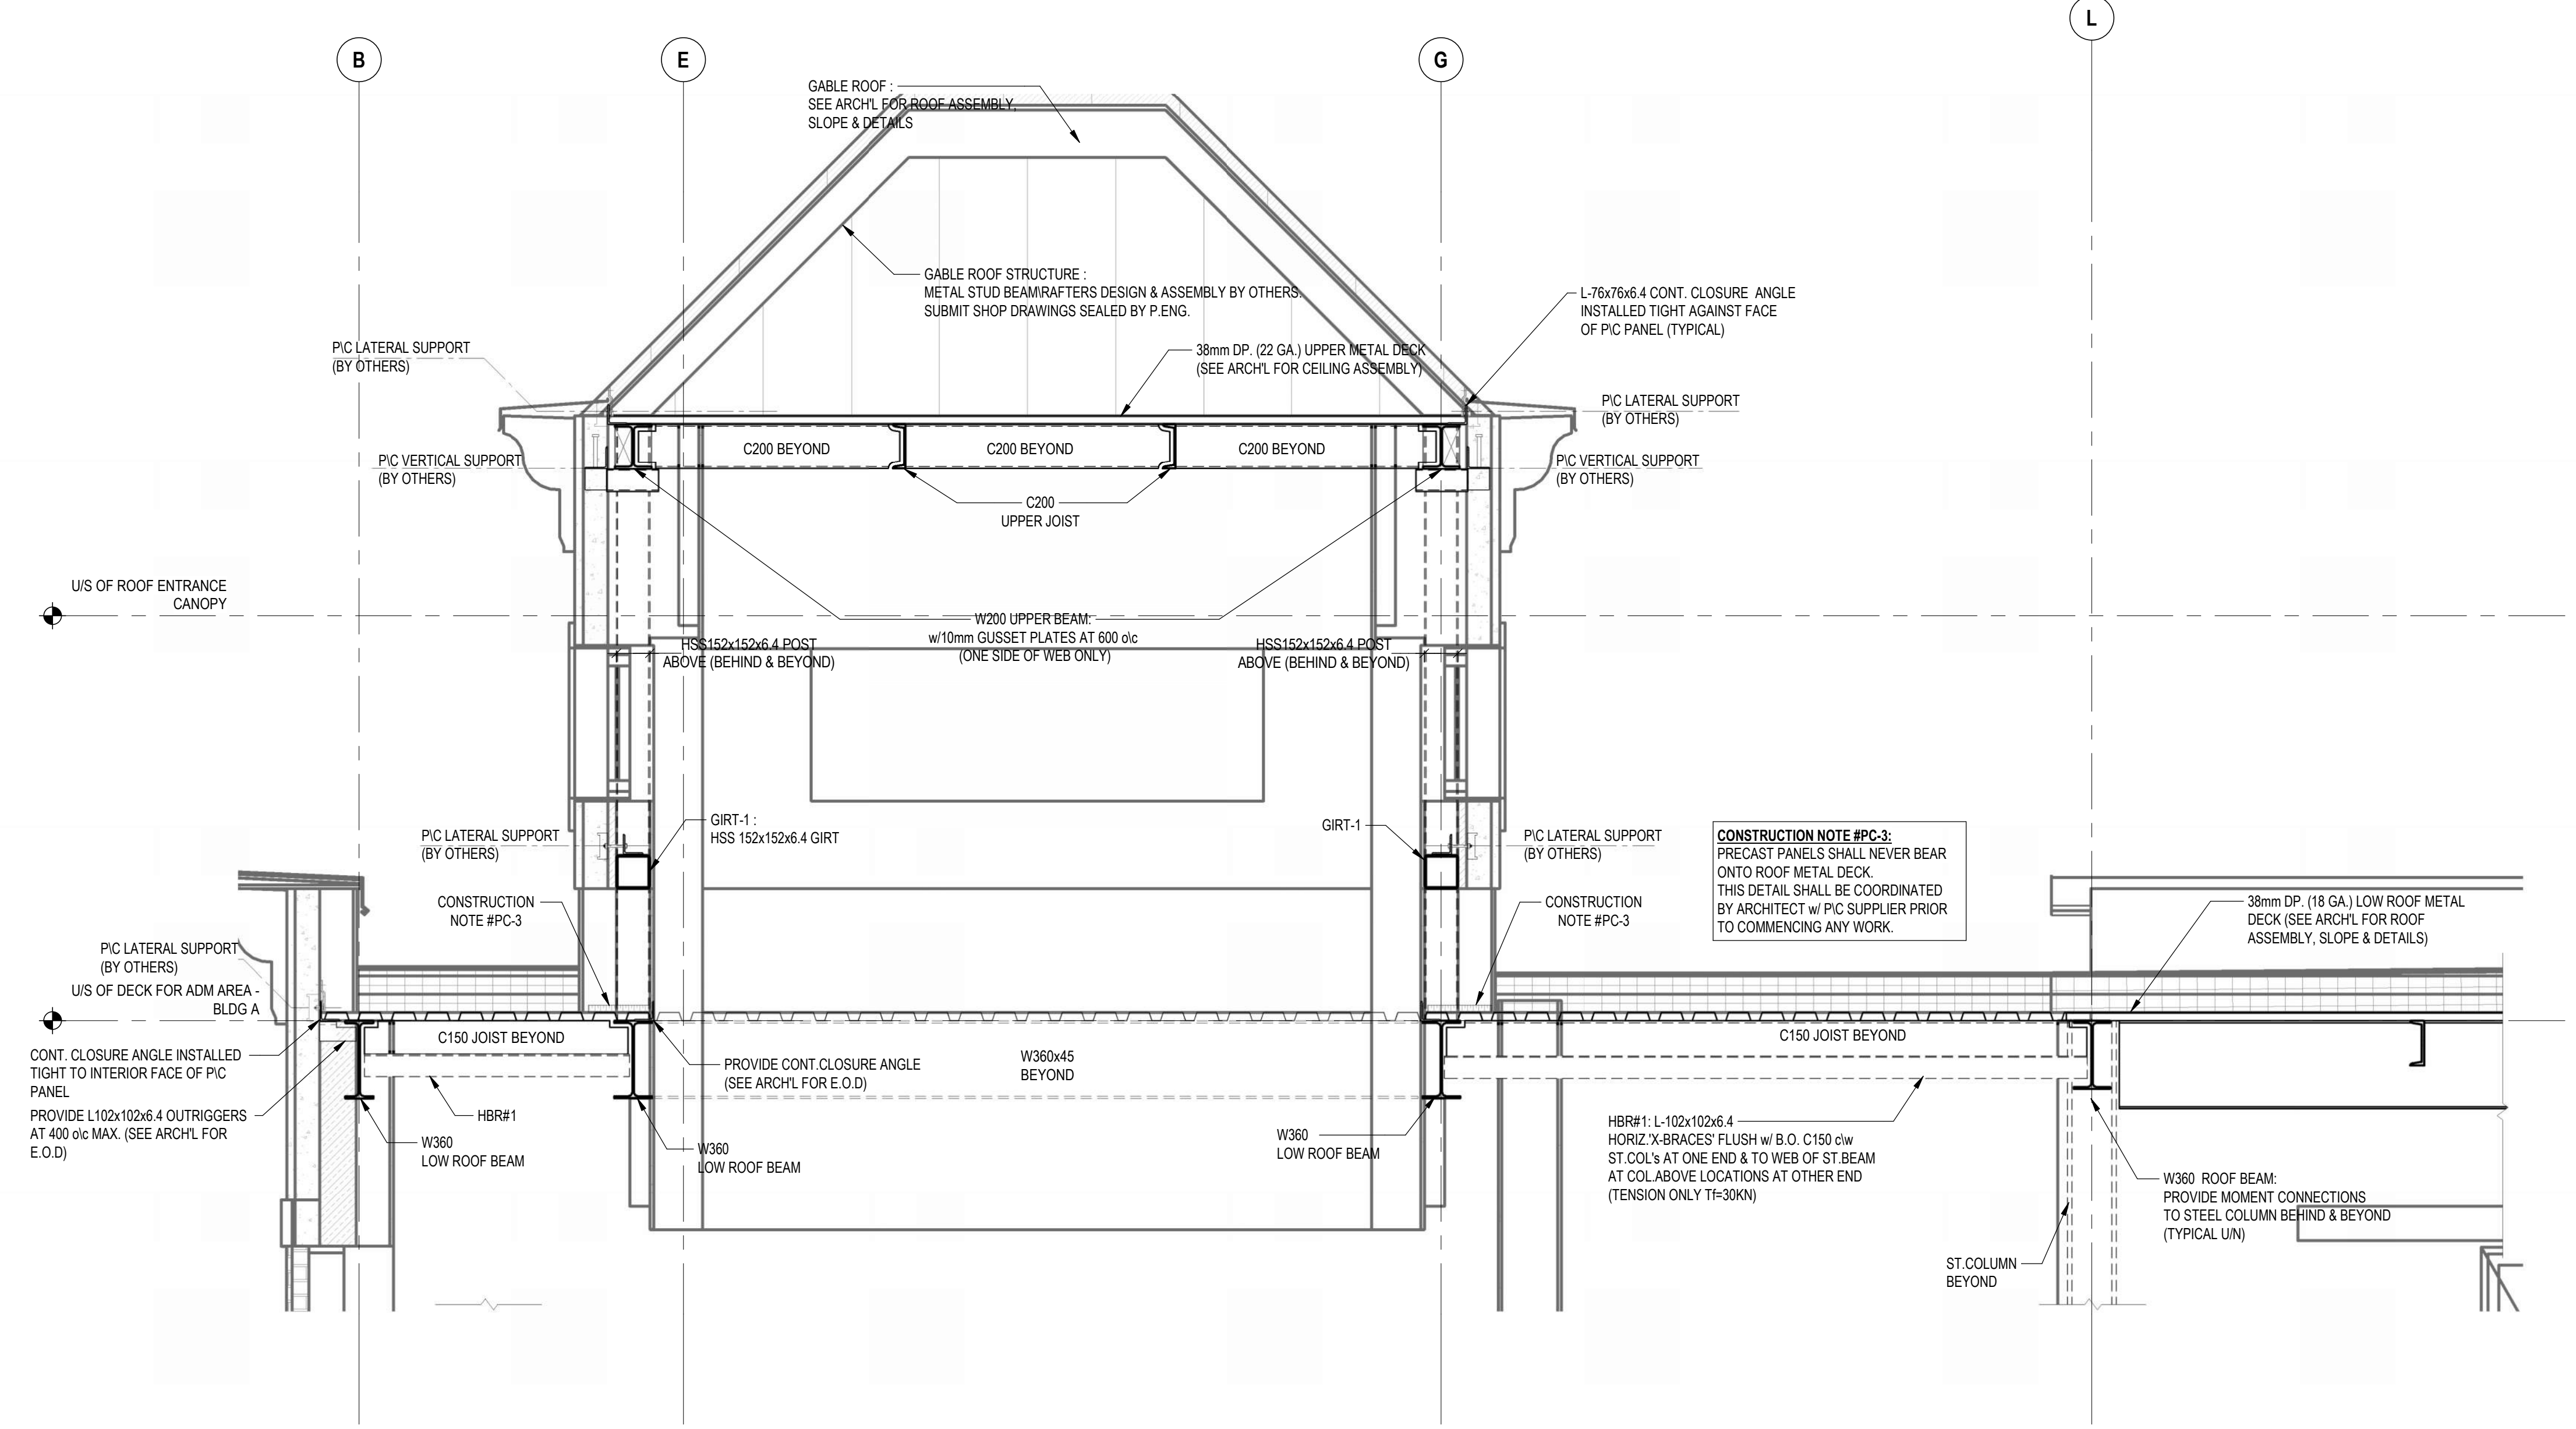 B
E
G
L
GABLE ROOF :
SEE ARCH'L FOR ROOF ASSEMBLY,
SLOPE & DETAILS
GABLE ROOF STRUCTURE :
METAL STUD BEAM\RAFTERS DESIGN & ASSEMBLY BY OTHERS.
SUBMIT SHOP DRAWINGS SEALED BY P.ENG.
L-76x76x6.4 CONT. CLOSURE ANGLE
INSTALLED TIGHT AGAINST FACE
OF P\C PANEL (TYPICAL)
P\C LATERAL SUPPORT
(BY OTHERS)
38mm DP. (22 GA.) UPPER METAL DECK
(SEE ARCH'L FOR CEILING ASSEMBLY)
P\C LATERAL SUPPORT
(BY OTHERS)
C200 BEYOND
C200 BEYOND
C200 BEYOND
P\C VERTICAL SUPPORT
(BY OTHERS)
P\C VERTICAL SUPPORT
(BY OTHERS)
C200
UPPER JOIST
U/S OF ROOF ENTRANCE
CANOPY
W200 UPPER BEAM:
w/10mm GUSSET PLATES AT 600 o\c
(ONE SIDE OF WEB ONLY)
HSS152x152x6.4 POST
ABOVE (BEHIND & BEYOND)
HSS152x152x6.4 POST
ABOVE (BEHIND & BEYOND)
P\C LATERAL SUPPORT
(BY OTHERS)
GIRT-1 :
HSS 152x152x6.4 GIRT
GIRT-1
P\C LATERAL SUPPORT
(BY OTHERS)
CONSTRUCTION NOTE #PC-3:
PRECAST PANELS SHALL NEVER BEAR
ONTO ROOF METAL DECK.
THIS DETAIL SHALL BE COORDINATED
BY ARCHITECT w/ P\C SUPPLIER PRIOR
TO COMMENCING ANY WORK.
CONSTRUCTION
NOTE #PC-3
CONSTRUCTION
NOTE #PC-3
38mm DP. (18 GA.) LOW ROOF METAL
DECK (SEE ARCH'L FOR ROOF
ASSEMBLY, SLOPE & DETAILS)
P\C LATERAL SUPPORT
(BY OTHERS)
U/S OF DECK FOR ADM AREA -
BLDG A
C150 JOIST BEYOND
C150 JOIST BEYOND
CONT. CLOSURE ANGLE INSTALLED
TIGHT TO INTERIOR FACE OF P\C
PANEL
PROVIDE CONT.CLOSURE ANGLE
(SEE ARCH'L FOR E.O.D)
W360x45
BEYOND
PROVIDE L102x102x6.4 OUTRIGGERS
AT 400 o\c MAX. (SEE ARCH'L FOR
E.O.D)
HBR#1
W360
LOW ROOF BEAM
W360
LOW ROOF BEAM
W360
LOW ROOF BEAM
HBR#1: L-102x102x6.4
HORIZ.'X-BRACES' FLUSH w/ B.O. C150 c\w
ST.COL's AT ONE END & TO WEB OF ST.BEAM
AT COL.ABOVE LOCATIONS AT OTHER END
(TENSION ONLY Tf=30KN)
W360 ROOF BEAM:
PROVIDE MOMENT CONNECTIONS
TO STEEL COLUMN BEHIND & BEYOND
(TYPICAL U/N)
ST.COLUMN
BEYOND